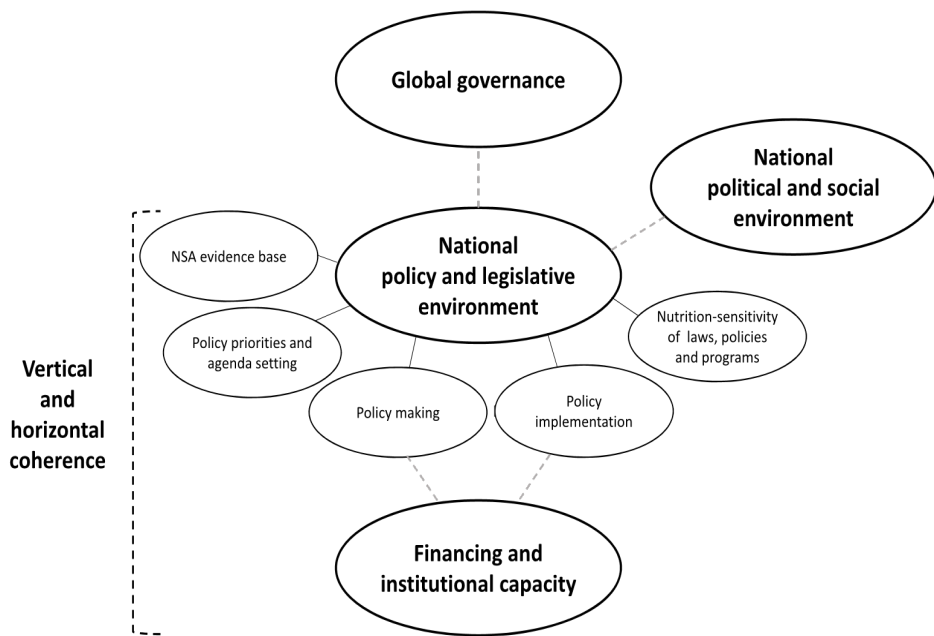 Global governance
National
political and social
environment
National
policy and legislative
environment
NSA evidence base
Policy priorities and
agenda setting
Nutrition-sensitivity
of laws, policies
and programs
Policy making
Policy
implementation
Vertical
and
horizontal
coherence
Financing and
institutional capacity